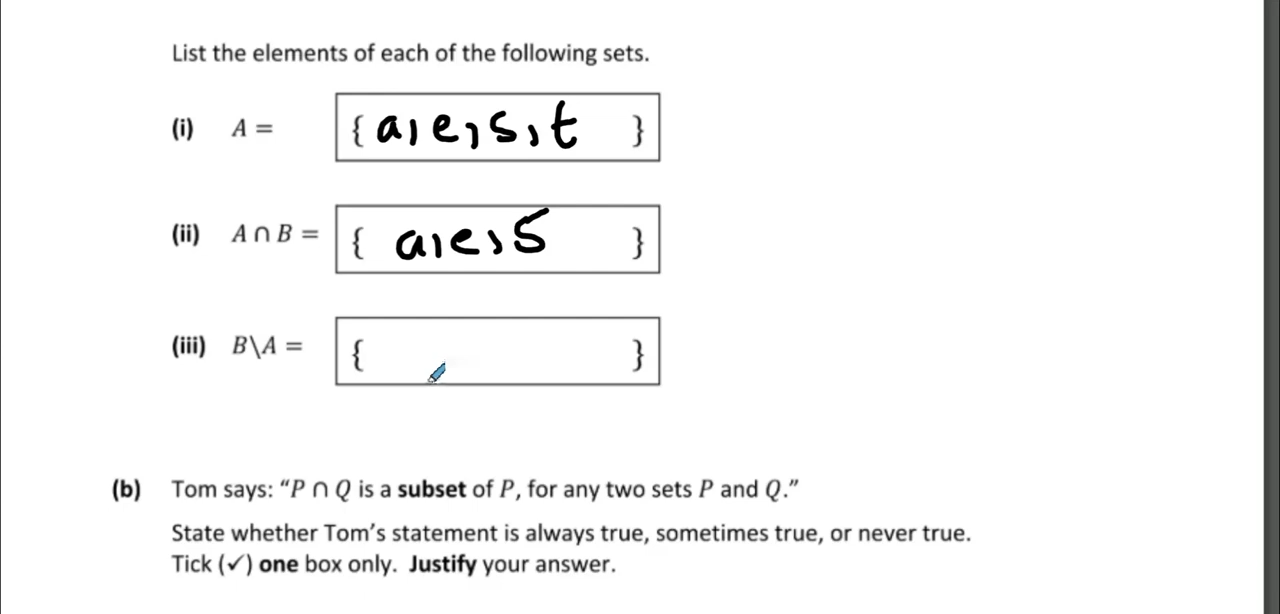 List the elements of each of the following sets.
(i) A = { a, e, s, t }
(ii) A ∩ B = { a, e, s }
(iii) B\A = { }
(b) Tom says: “P ∩ Q is a subset of P, for any two sets P and Q.”
State whether Tom’s statement is always true, sometimes true, or never true.
Tick (✓) one box only. Justify your answer.